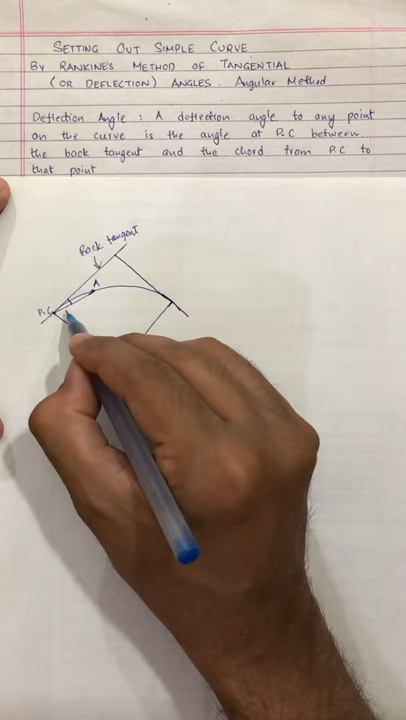 SETTING OUT SIMPLE CURVE
BY RANKINE'S METHOD OF TANGENTIAL
(OR DEFLECTION) ANGLES. Angular Method
Deflection Angle : A deflection angle to any point
on the curve is the angle at P.C between
the back tangent and the chord from P.C to
that point
Back tangent
A
P.C